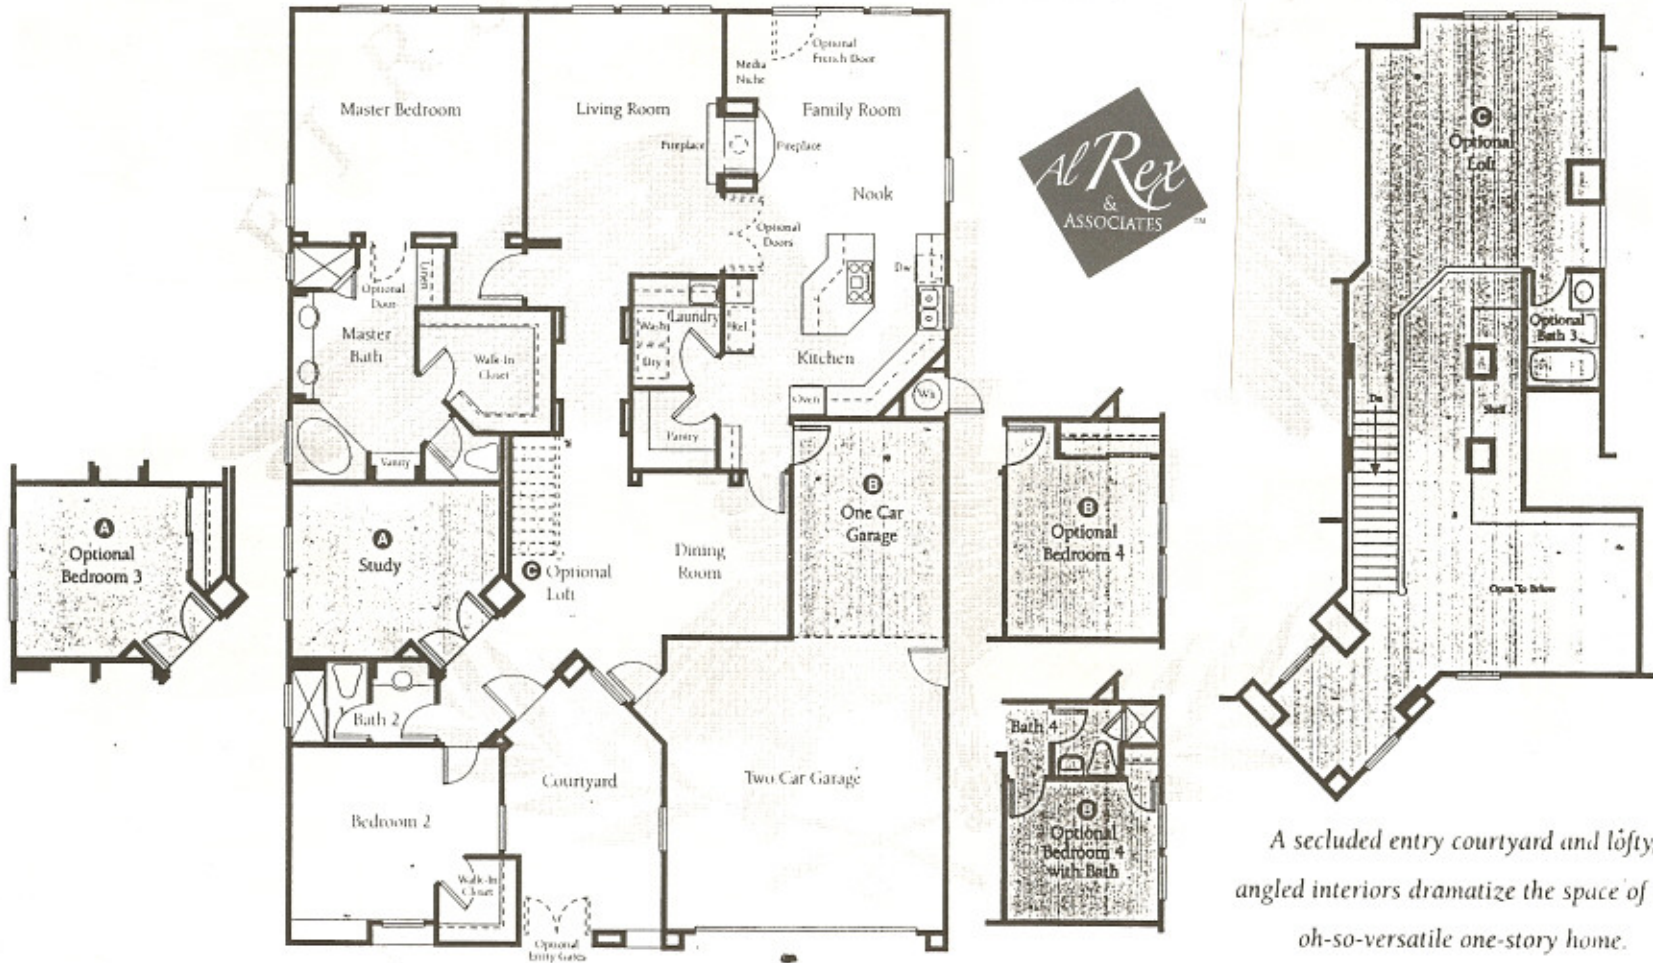 Master Bedroom
Living Room
Media
Niche
Optional
French Door
Family Room
Fireplace
Fireplace
Nook
Optional
Doors
Linen
Optional
Door
Master
Bath
Walk-In
Closet
Laundry
Wash
Dry
Ref
Dw
Kitchen
Oven
Wh
Pantry
Vanity
A
Optional
Bedroom 3
A
Study
C Optional
Loft
Dining
Room
B
One Car
Garage
Bath 2
Bedroom 2
Walk-In
Closet
Courtyard
Optional
Entry Gates
Two Car Garage
Al Rex
&
ASSOCIATES
TM
B
Optional
Bedroom 4
Bath 4
B
Optional
Bedroom 4
with Bath
C
Optional
Loft
Optional
Bath 3
Dn
Shelf
Open To Below
A secluded entry courtyard and lofty,
angled interiors dramatize the space of
oh-so-versatile one-story home.